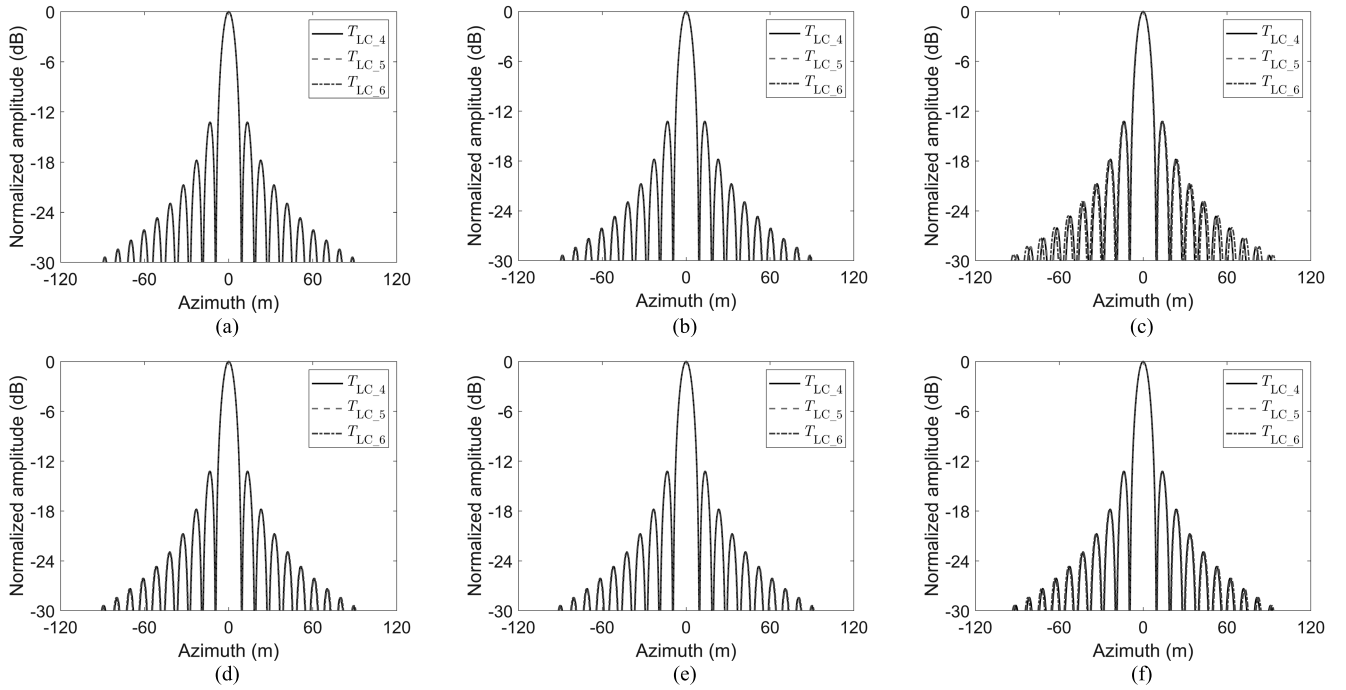 Normalized amplitude (dB)
0
-6
-12
-18
-24
-30
-120
-60
0
60
120
Azimuth (m)
T_LC_4
T_LC_5
T_LC_6
(a)
Normalized amplitude (dB)
0
-6
-12
-18
-24
-30
-120
-60
0
60
120
Azimuth (m)
T_LC_4
T_LC_5
T_LC_6
(b)
Normalized amplitude (dB)
0
-6
-12
-18
-24
-30
-120
-60
0
60
120
Azimuth (m)
T_LC_4
T_LC_5
T_LC_6
(c)
Normalized amplitude (dB)
0
-6
-12
-18
-24
-30
-120
-60
0
60
120
Azimuth (m)
T_LC_4
T_LC_5
T_LC_6
(d)
Normalized amplitude (dB)
0
-6
-12
-18
-24
-30
-120
-60
0
60
120
Azimuth (m)
T_LC_4
T_LC_5
T_LC_6
(e)
Normalized amplitude (dB)
0
-6
-12
-18
-24
-30
-120
-60
0
60
120
Azimuth (m)
T_LC_4
T_LC_5
T_LC_6
(f)